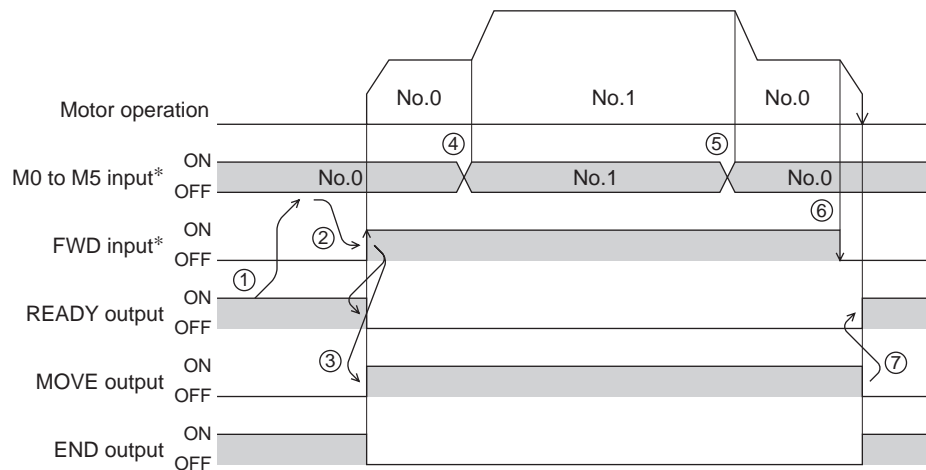 Motor operation
No.0
No.1
No.0
M0 to M5 input*
ON
OFF
No.0
④
No.1
⑤
No.0
FWD input*
ON
OFF
①
②
⑥
READY output
ON
OFF
MOVE output
ON
OFF
③
⑦
END output
ON
OFF